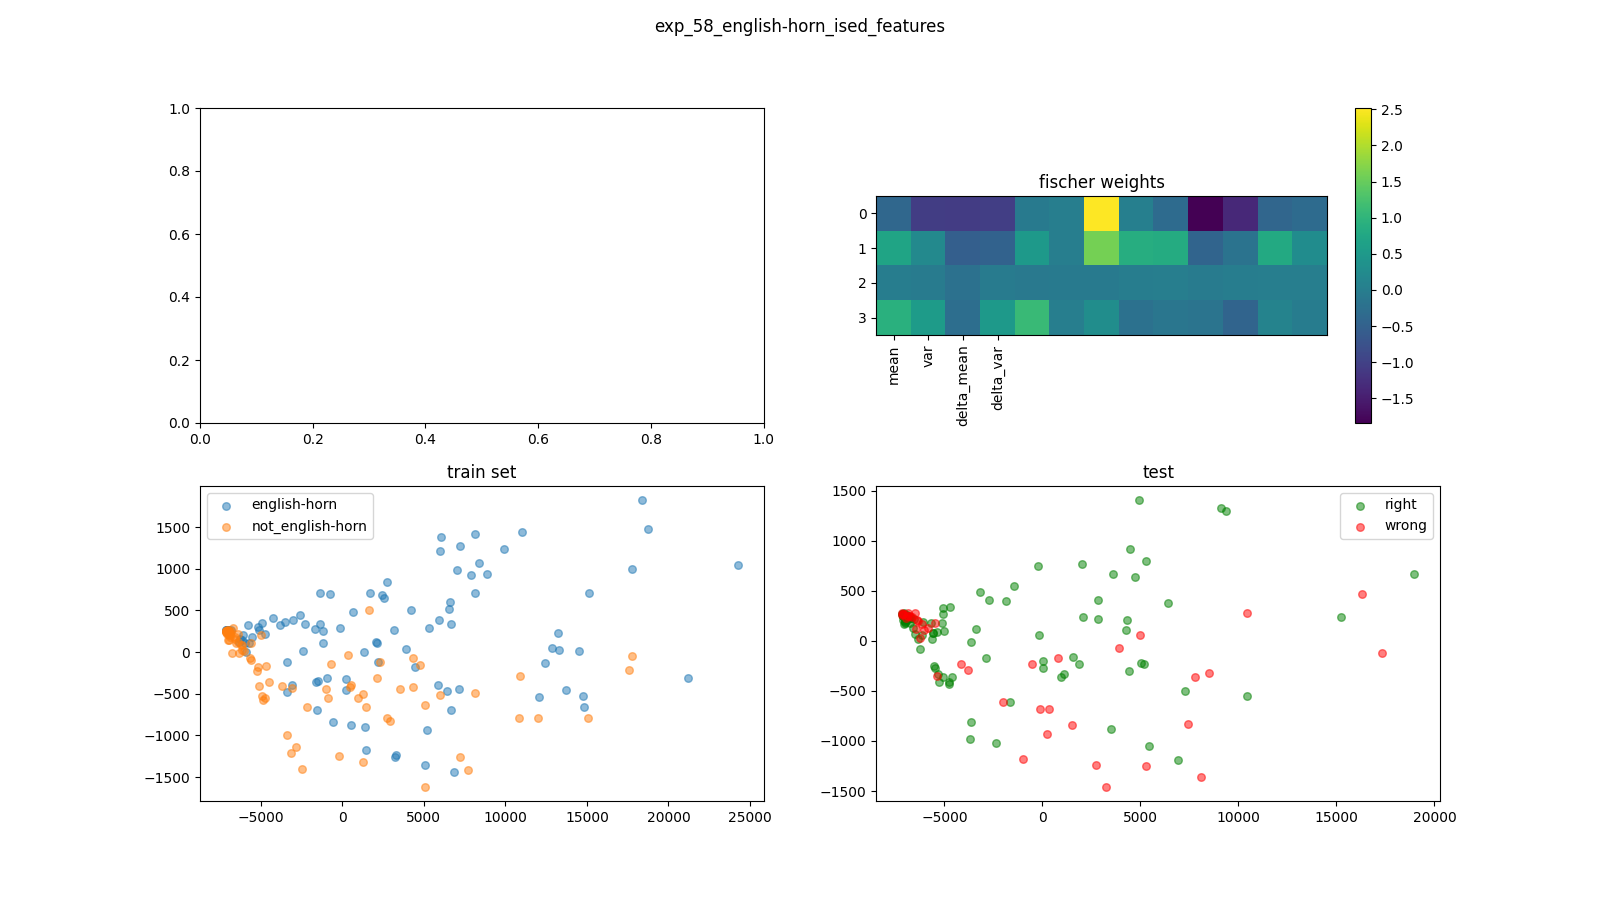 exp_58_english-horn_ised_features
1.0
0.8
0.6
0.4
0.2
0.0
0.0 0.2 0.4 0.6 0.8 1.0
fischer weights
0
1
2
3
mean var delta_mean delta_var
2.5
2.0
1.5
1.0
0.5
0.0
−0.5
−1.0
−1.5
train set
english-horn
not_english-horn
1500
1000
500
0
−500
−1000
−1500
−5000 0 5000 10000 15000 20000 25000
test
right
wrong
1500
1000
500
0
−500
−1000
−1500
−5000 0 5000 10000 15000 20000